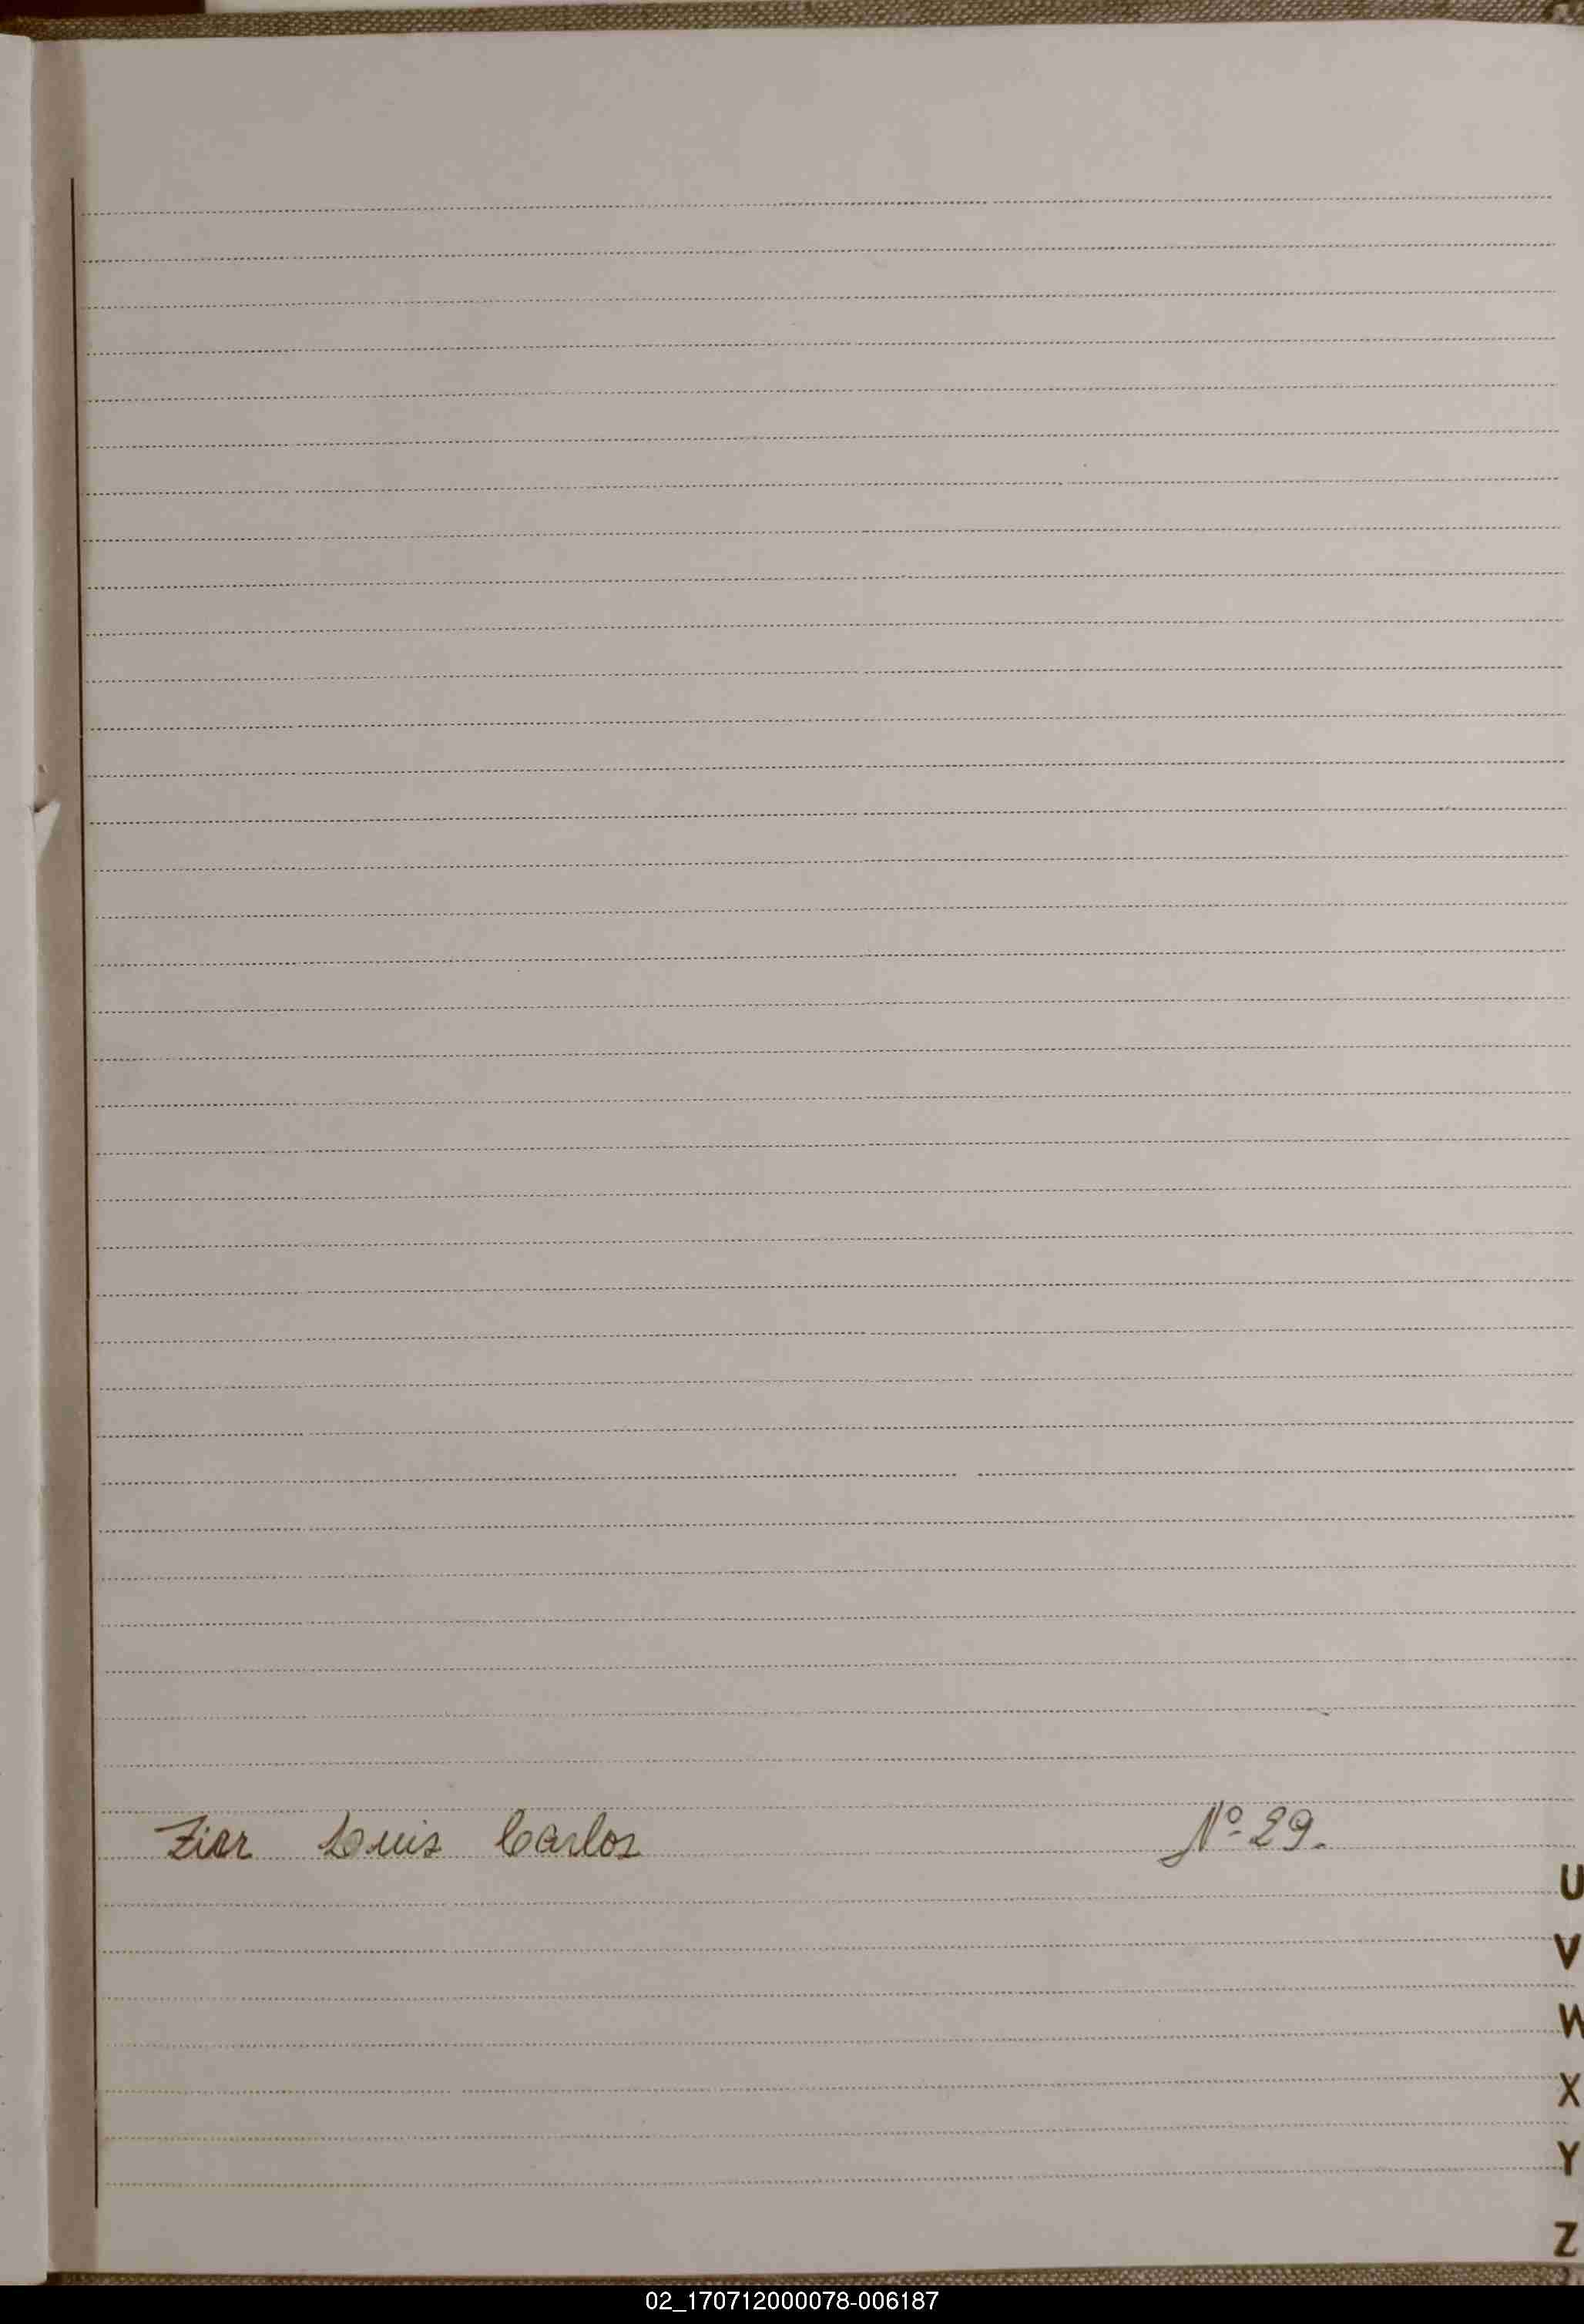 Ziar Luis Carlos Nº 29.
U
V
W
X
Y
Z
02_170712000078-006187